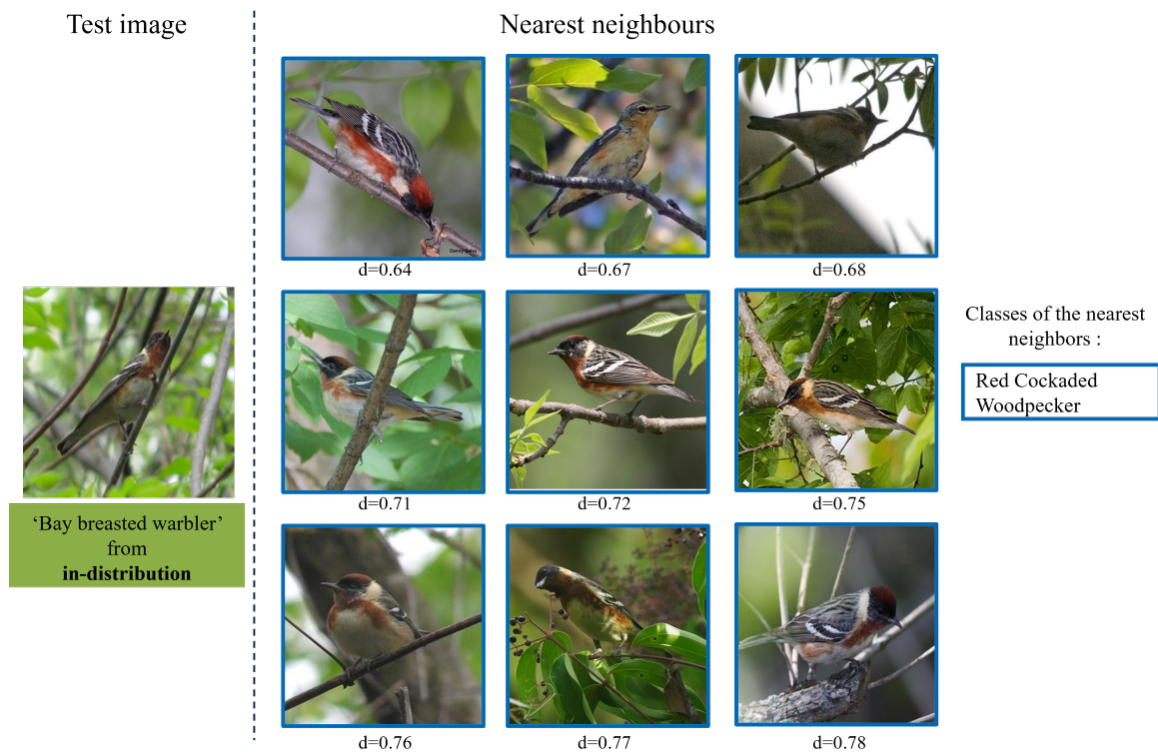 Test image
Nearest neighbours
d=0.64
d=0.67
d=0.68
d=0.71
d=0.72
d=0.75
d=0.76
d=0.77
d=0.78
'Bay breasted warbler'
from
in-distribution
Classes of the nearest
neighbors :
Red Cockaded
Woodpecker